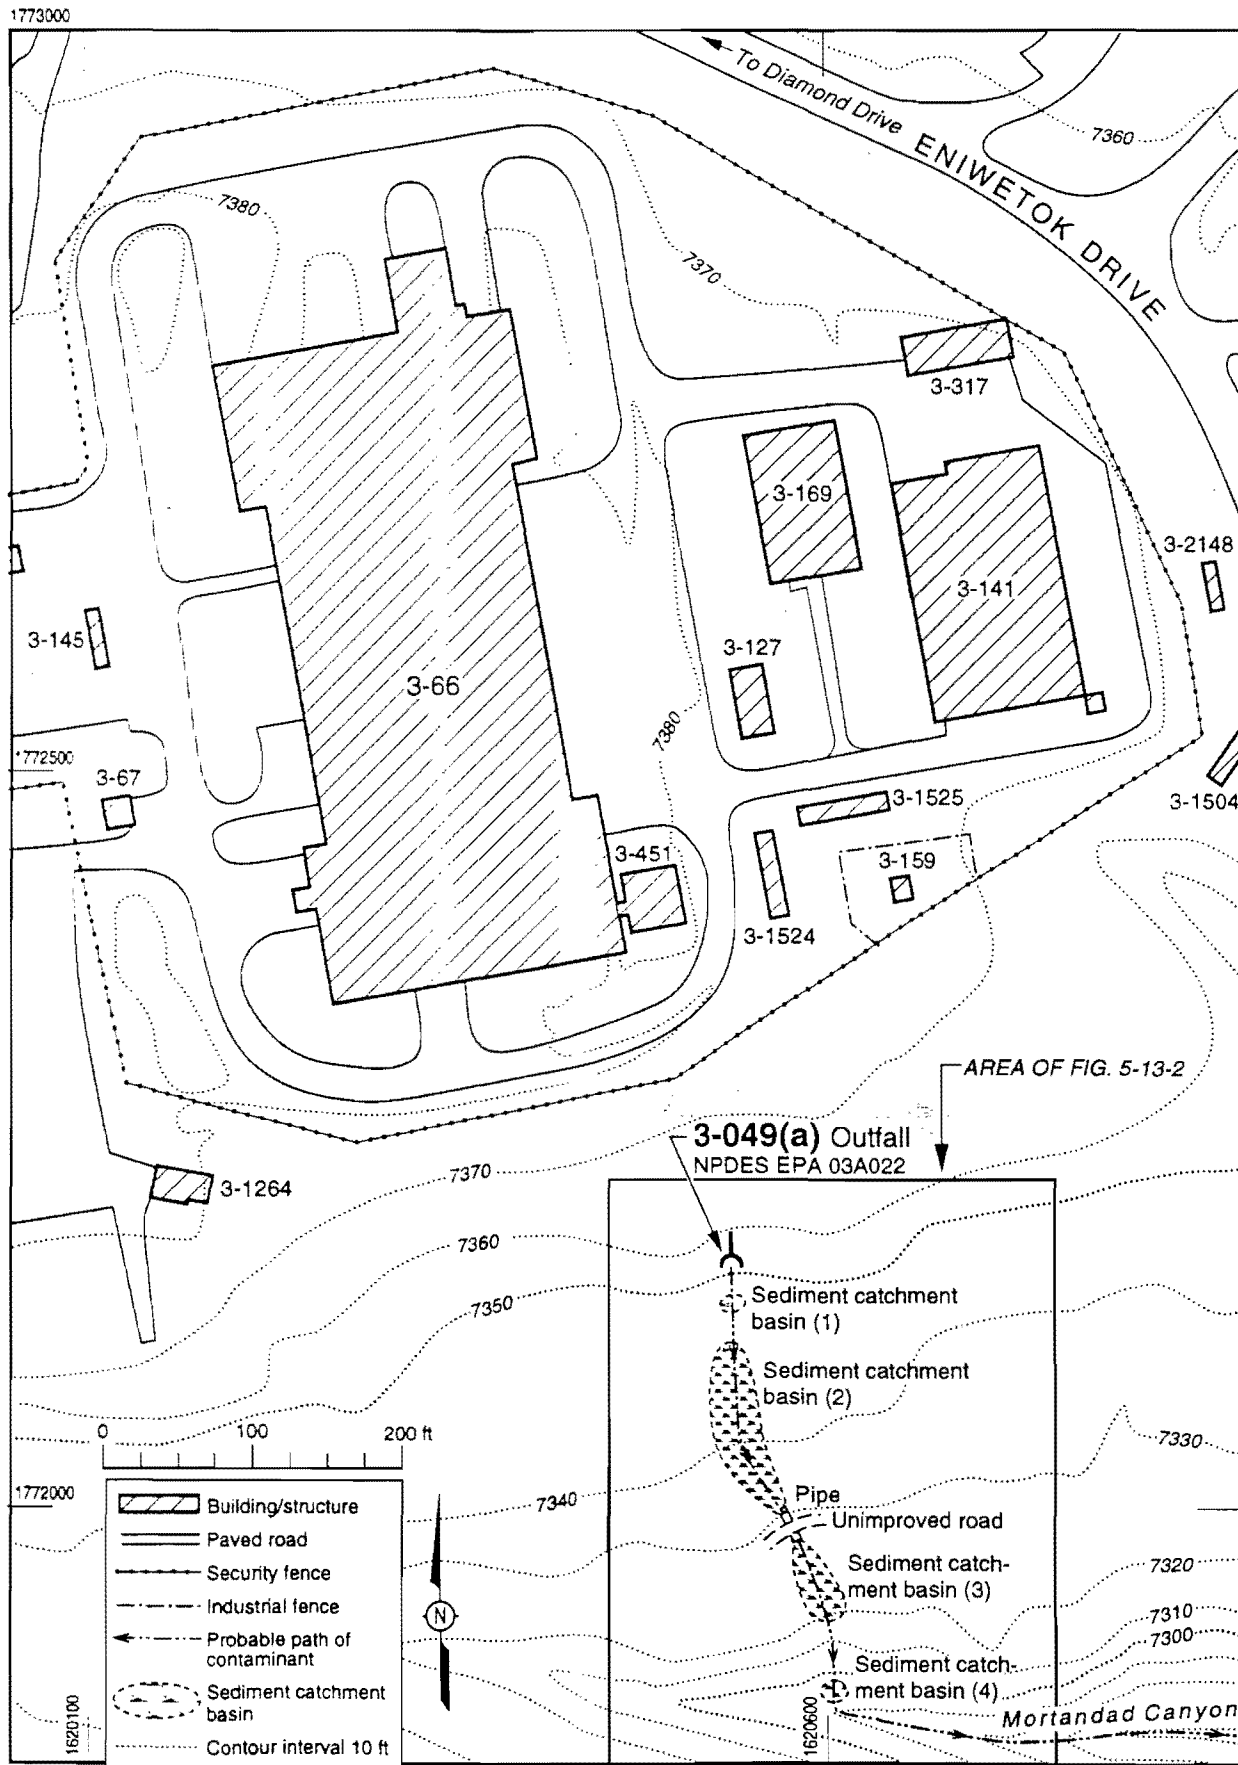 1773000
To Diamond Drive
ENIWETOK DRIVE
7360
7380
7370
3-317
3-169
3-2148
3-141
3-145
3-127
3-66
7380
1772500
3-67
3-1525
3-1504
3-451
3-159
3-1524
AREA OF FIG. 5-13-2
3-049(a) Outfall
NPDES EPA 03A022
7370
3-1264
7360
7350
Sediment catchment
basin (1)
Sediment catchment
basin (2)
0 100 200 ft
7330
1772000
7340
Pipe
Unimproved road
Building/structure
Paved road
Security fence
Industrial fence
Probable path of
contaminant
Sediment catchment
basin
Contour interval 10 ft
N
Sediment catch-
ment basin (3)
7320
7310
7300
Sediment catch-
ment basin (4)
Mortandad Canyon
1620100
1620600